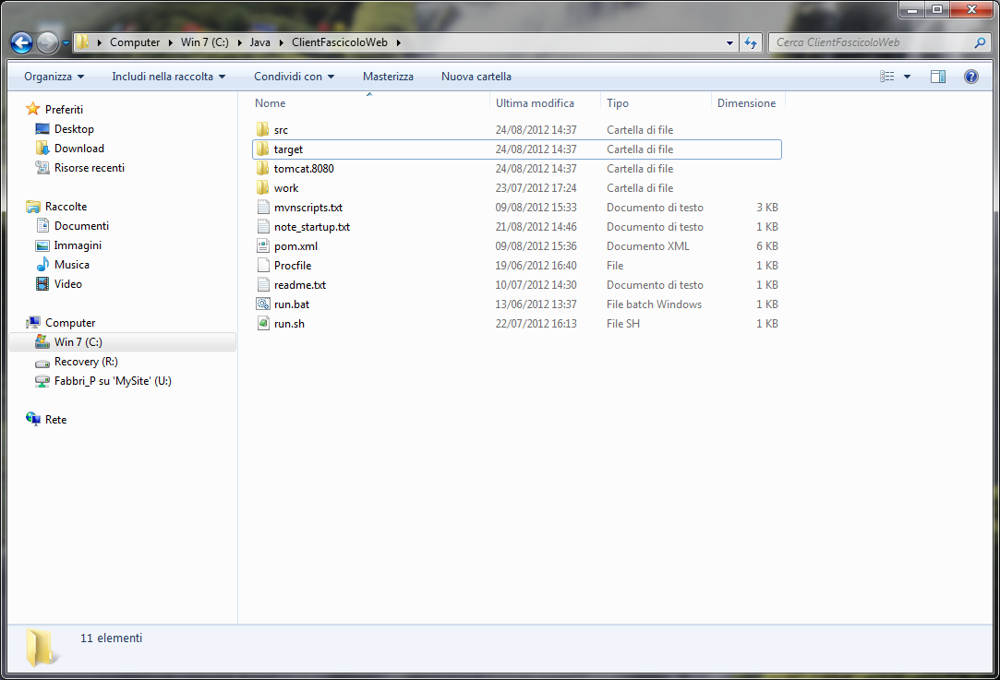 Computer Win 7 (C:) Java ClientFascicoloWeb Cerca ClientFascicoloWeb
Organizza Includi nella raccolta Condividi con Masterizza Nuova cartella
Preferiti
Desktop
Download
Risorse recenti
Raccolte
Documenti
Immagini
Musica
Video
Computer
Win 7 (C:)
Recovery (R:)
Fabbri_P su 'MySite' (U:)
Rete
Nome Ultima modifica Tipo Dimensione
src 24/08/2012 14:37 Cartella di file
target 24/08/2012 14:37 Cartella di file
tomcat.8080 24/08/2012 14:37 Cartella di file
work 23/07/2012 17:24 Cartella di file
mvnscripts.txt 09/08/2012 15:33 Documento di testo 3 KB
note_startup.txt 21/08/2012 14:46 Documento di testo 1 KB
pom.xml 09/08/2012 15:36 Documento XML 6 KB
Procfile 19/06/2012 16:40 File 1 KB
readme.txt 10/07/2012 14:30 Documento di testo 1 KB
run.bat 13/06/2012 13:37 File batch Windows 1 KB
run.sh 22/07/2012 16:13 File SH 1 KB
11 elementi